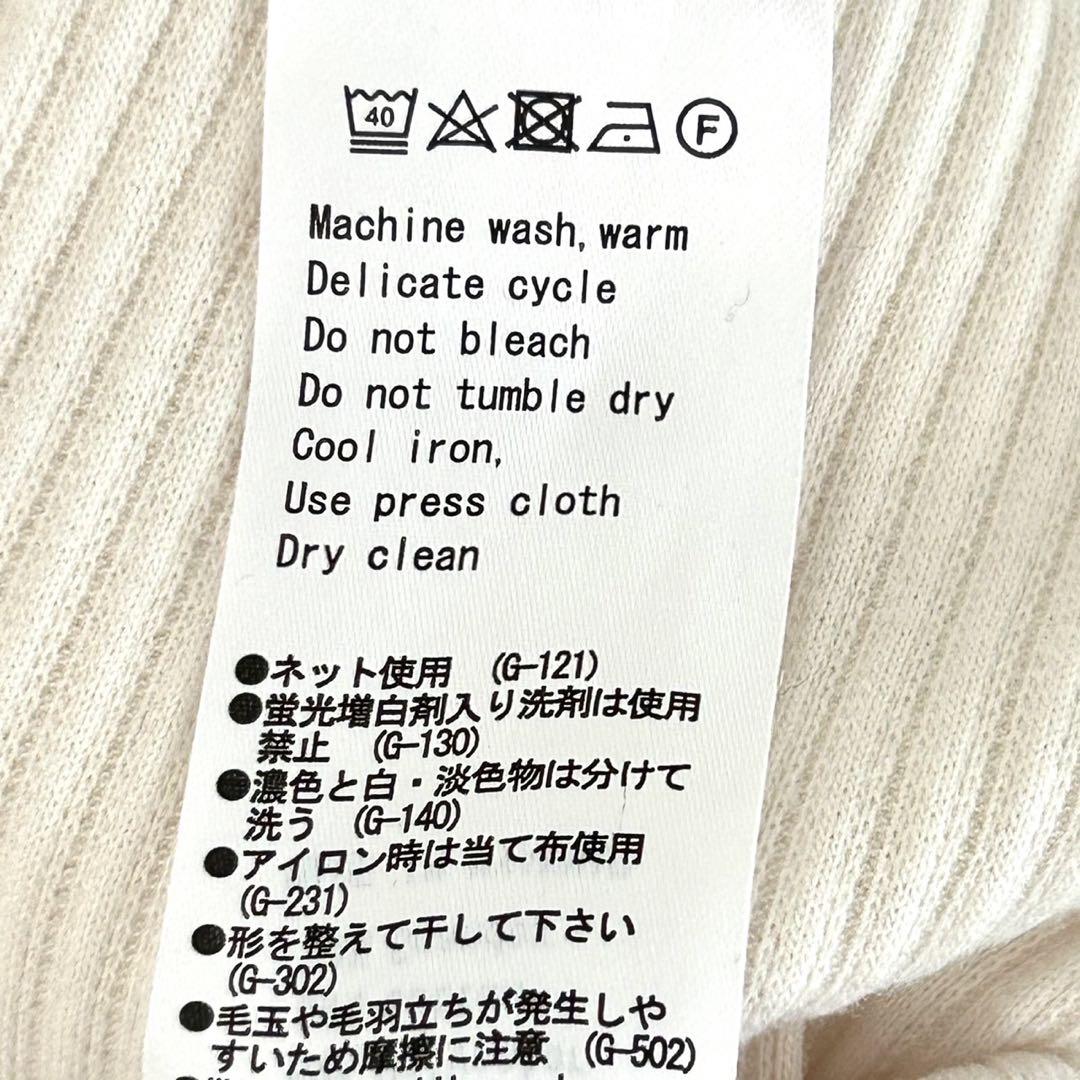 40
F
Machine wash,warm
Delicate cycle
Do not bleach
Do not tumble dry
Cool iron,
Use press cloth
Dry clean
●ネット使用 (G-121)
●蛍光増白剤入り洗剤は使用
禁止 (G-130)
●濃色と白・淡色物は分けて
洗う (G-140)
●アイロン時は当て布使用
(G-231)
●形を整えて干して下さい
(G-302)
●毛玉や毛羽立ちが発生しや
すいため摩擦に注意 (G-502)